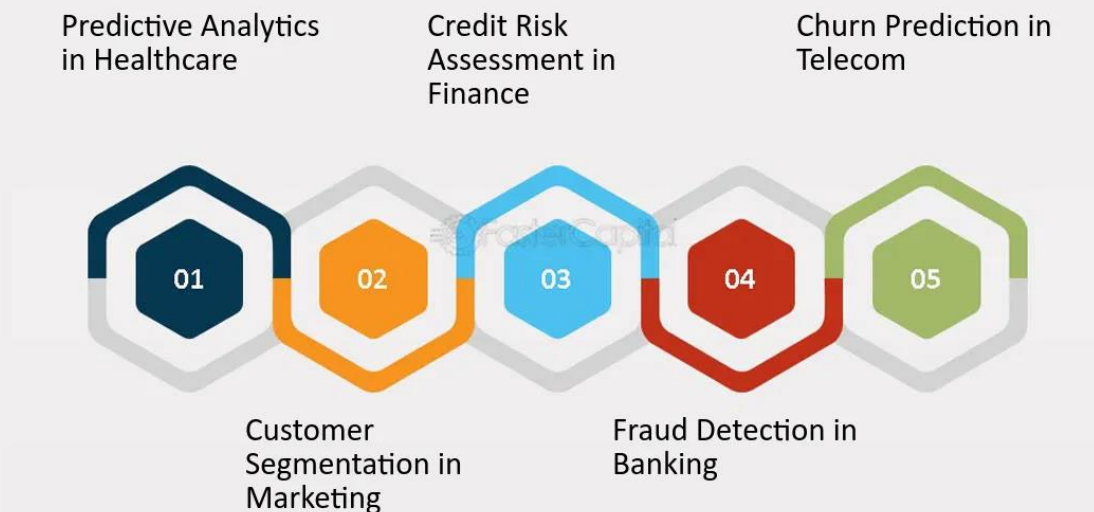 Predictive Analytics
in Healthcare
Credit Risk
Assessment in
Finance
Churn Prediction in
Telecom
01
02
03
04
05
FasterCapital
Customer
Segmentation in
Marketing
Fraud Detection in
Banking